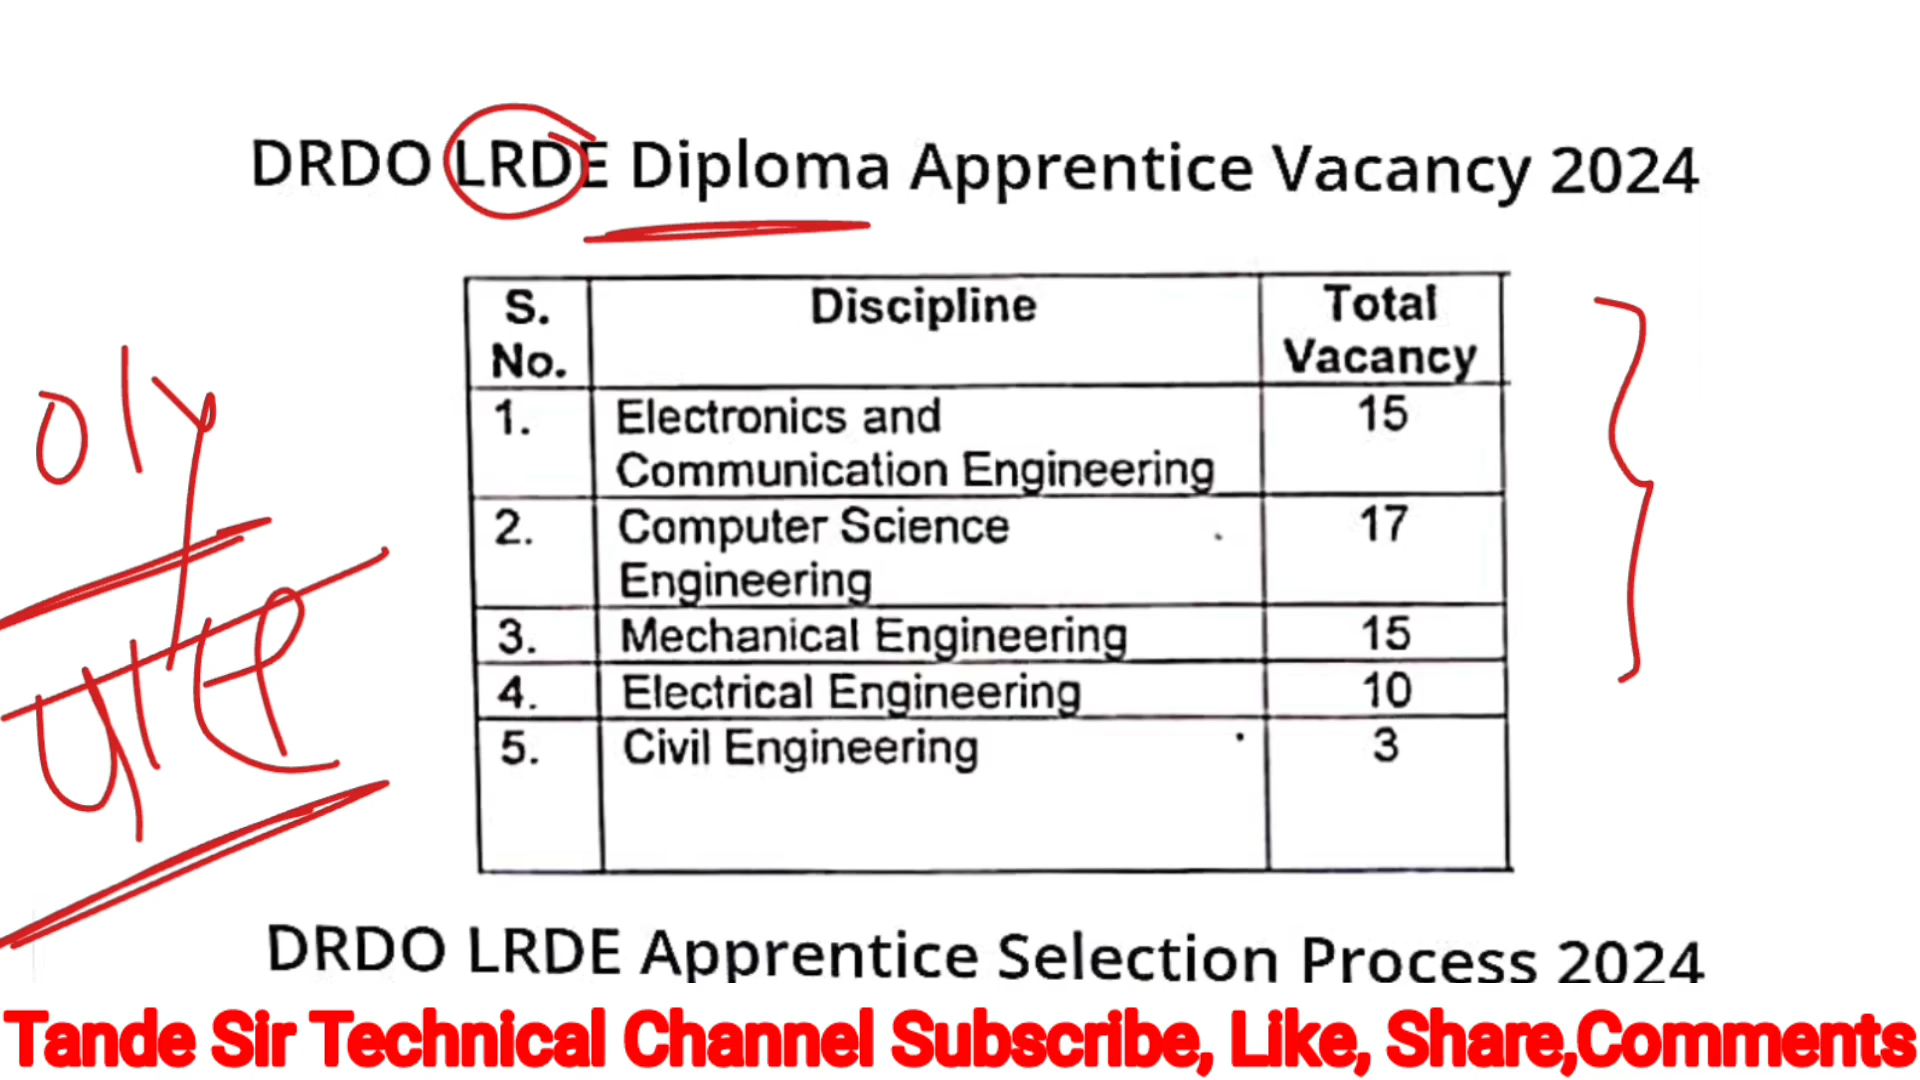 DRDO LRDE Diploma Apprentice Vacancy 2024
S. No. Discipline Total Vacancy
1. Electronics and Communication Engineering 15
2. Computer Science Engineering 17
3. Mechanical Engineering 15
4. Electrical Engineering 10
5. Civil Engineering 3
DRDO LRDE Apprentice Selection Process 2024
Tande Sir Technical Channel Subscribe, Like, Share,Comments